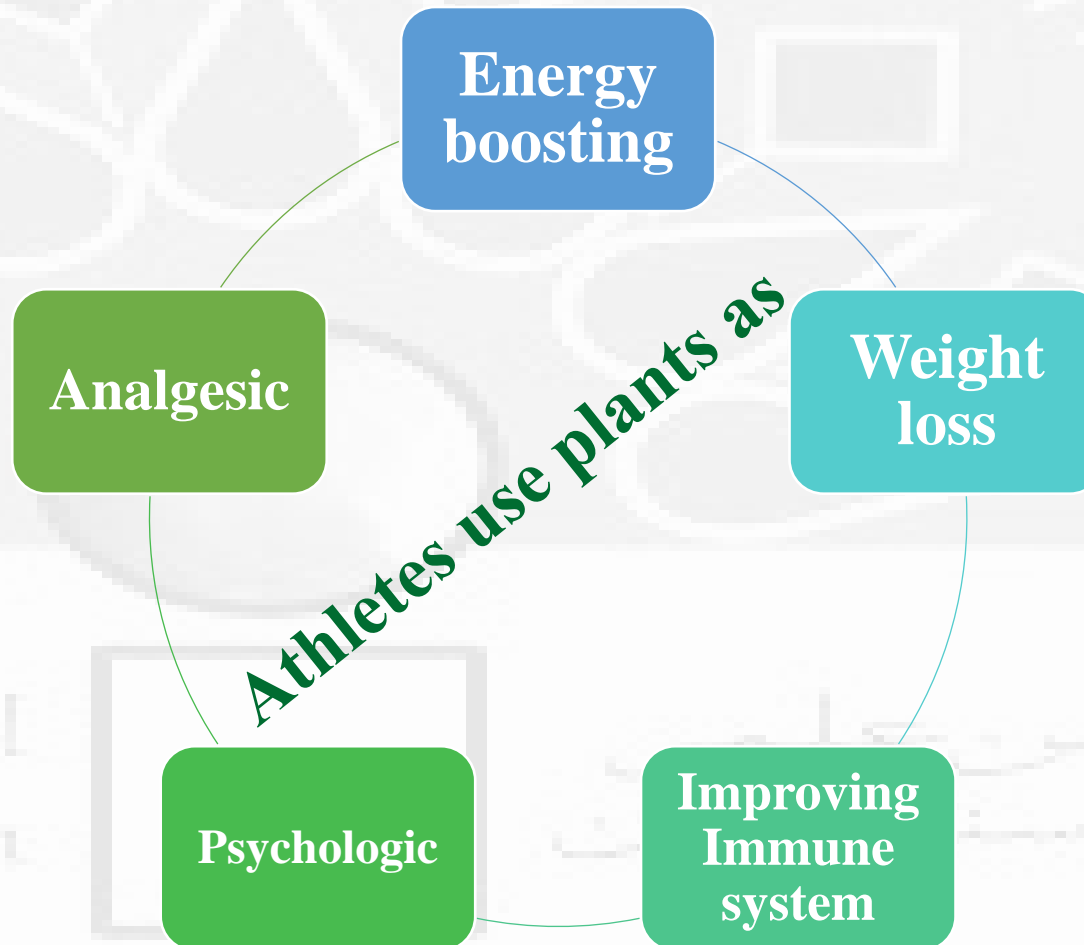 Energy
boosting
Analgesic
Athletes use plants as
Weight
loss
Psychologic
Improving
Immune
system